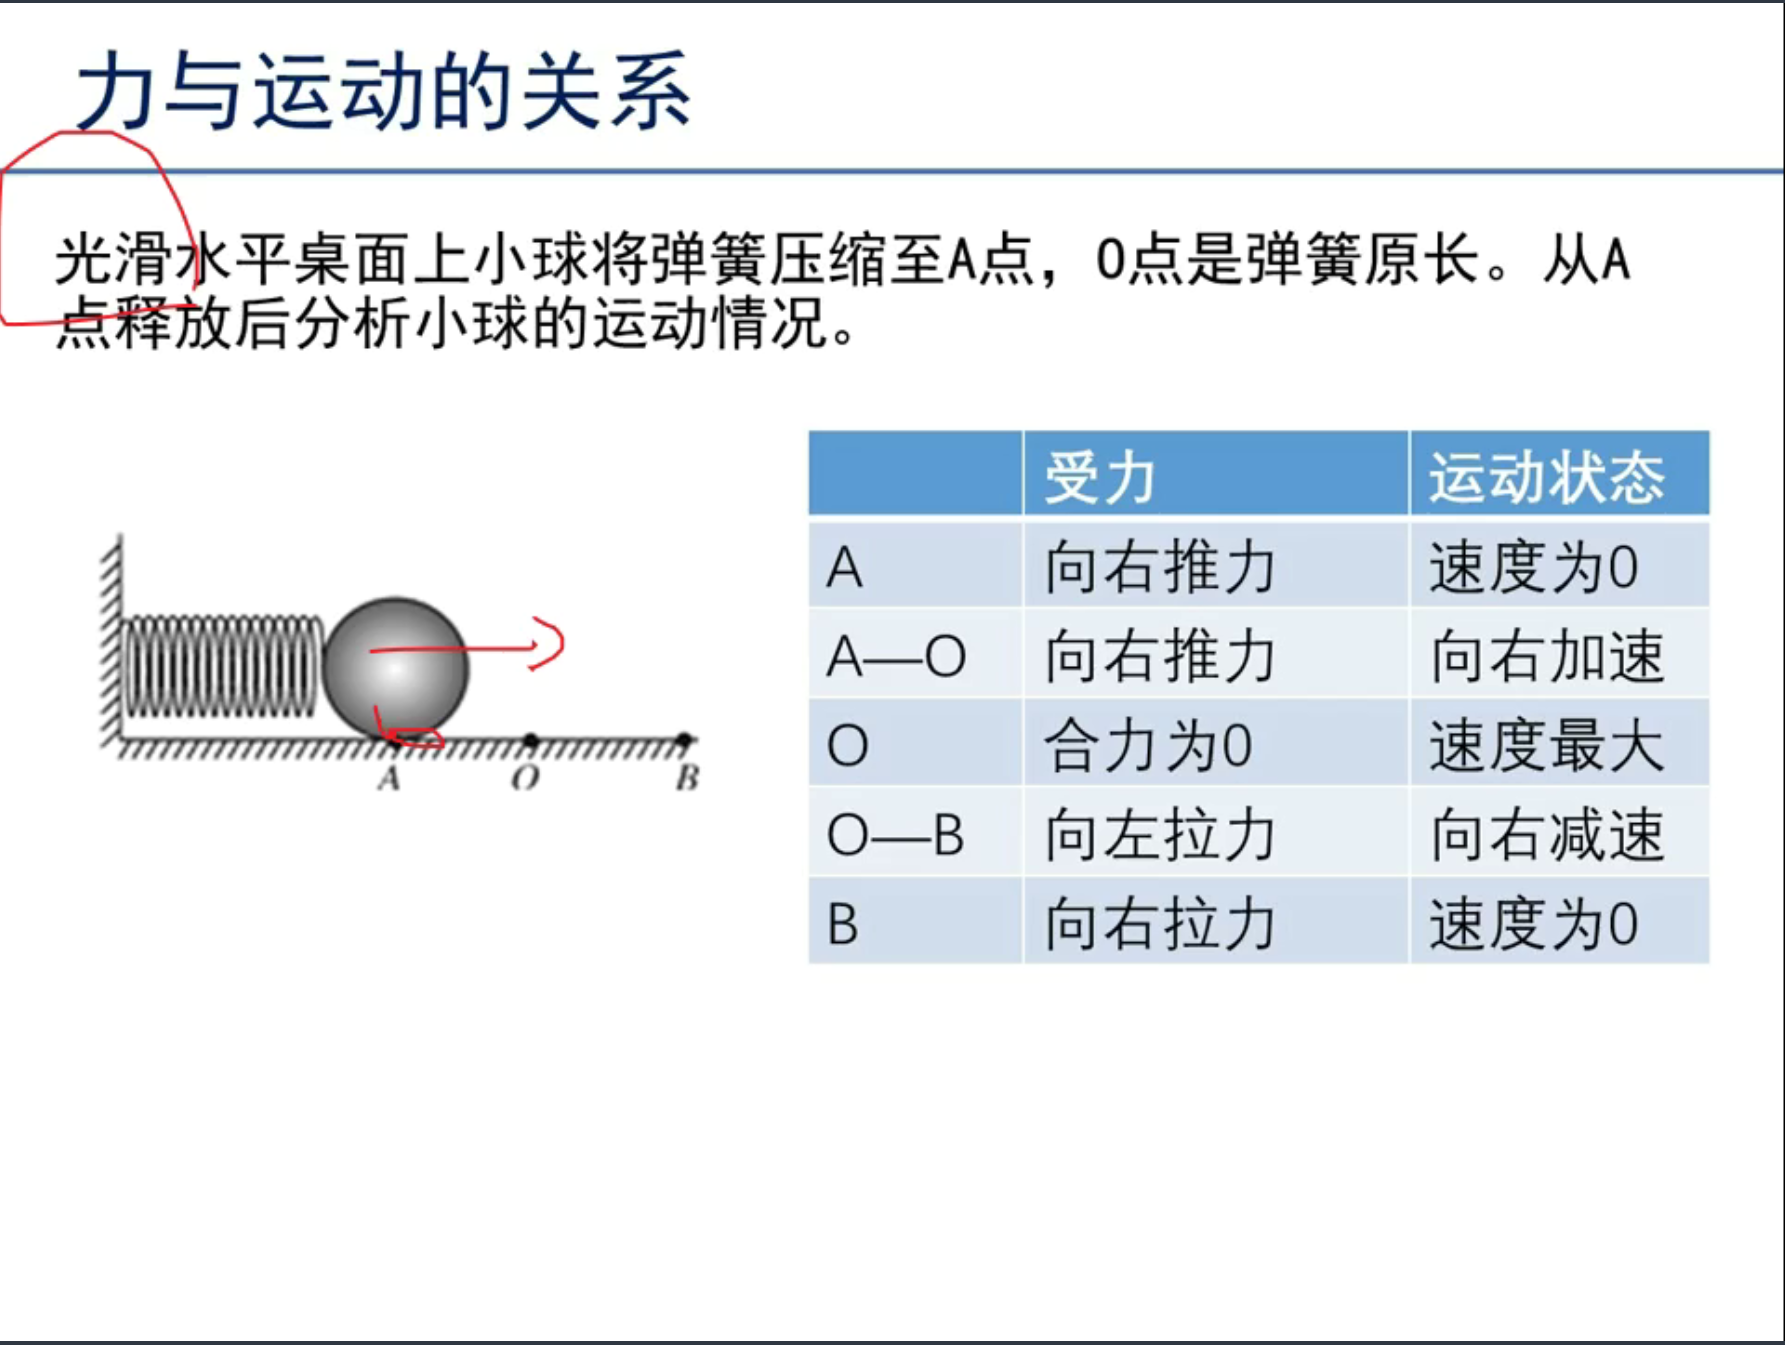 力与运动的关系
光滑水平桌面上小球将弹簧压缩至A点，O点是弹簧原长。从A
点释放后分析小球的运动情况。
受力 运动状态
A 向右推力 速度为0
A—O 向右推力 向右加速
O 合力为0 速度最大
O—B 向左拉力 向右减速
B 向右拉力 速度为0
A O B